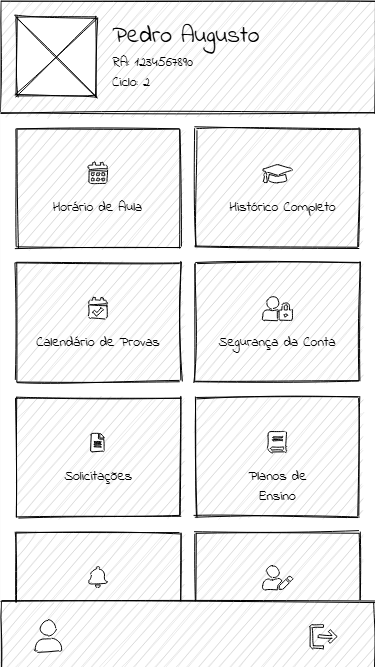 Pedro Augusto
RA: 1234567890
Ciclo: 2
Horário de Aula
Histórico Completo
Calendário de Provas
Segurança da Conta
Solicitações
Planos de
Ensino